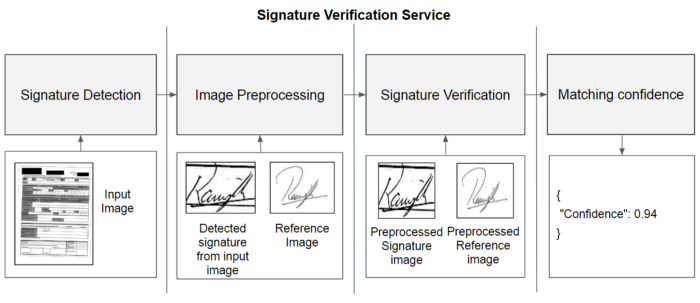 Signature Verification Service
Signature Detection
Image Preprocessing
Signature Verification
Matching confidence
Input
Image
Detected
signature
from input
image
Reference
Image
Preprocessed
Signature
image
Preprocessed
Reference
image
{
"Confidence": 0.94
}